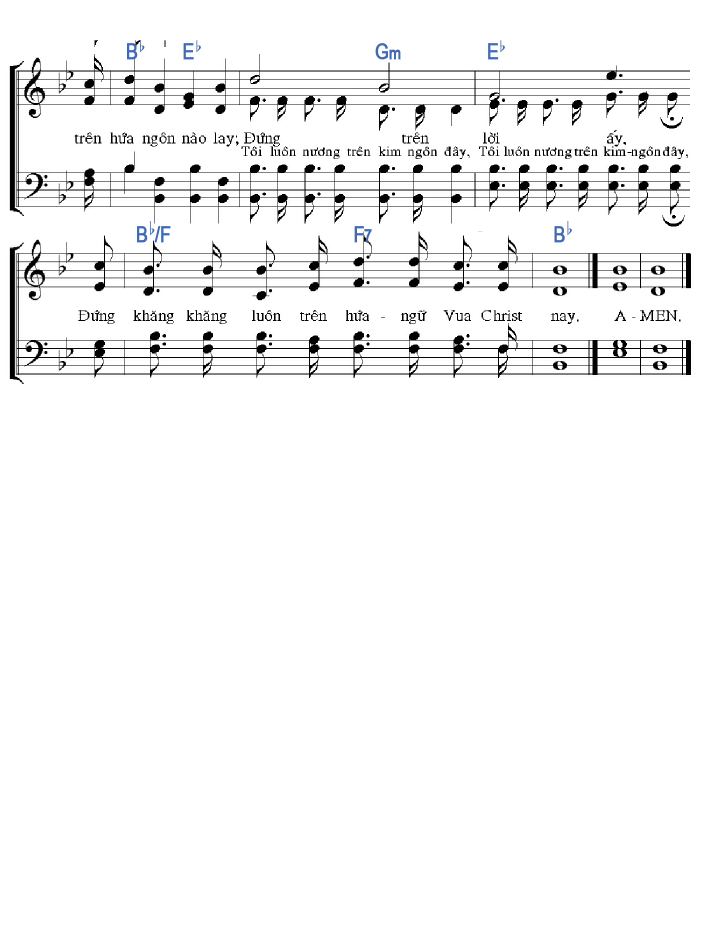 B♭ E♭ Gm E♭
trên hứa ngôn nào lay; Đứng trên lời ấy,
Tôi luôn nương trên kim ngôn đây, Tôi luôn nương trên kim-ngôn đây,
B♭/F F7 B♭
Đứng khăng khăng luôn trên hứa - ngữ Vua Christ nay. A - MEN.